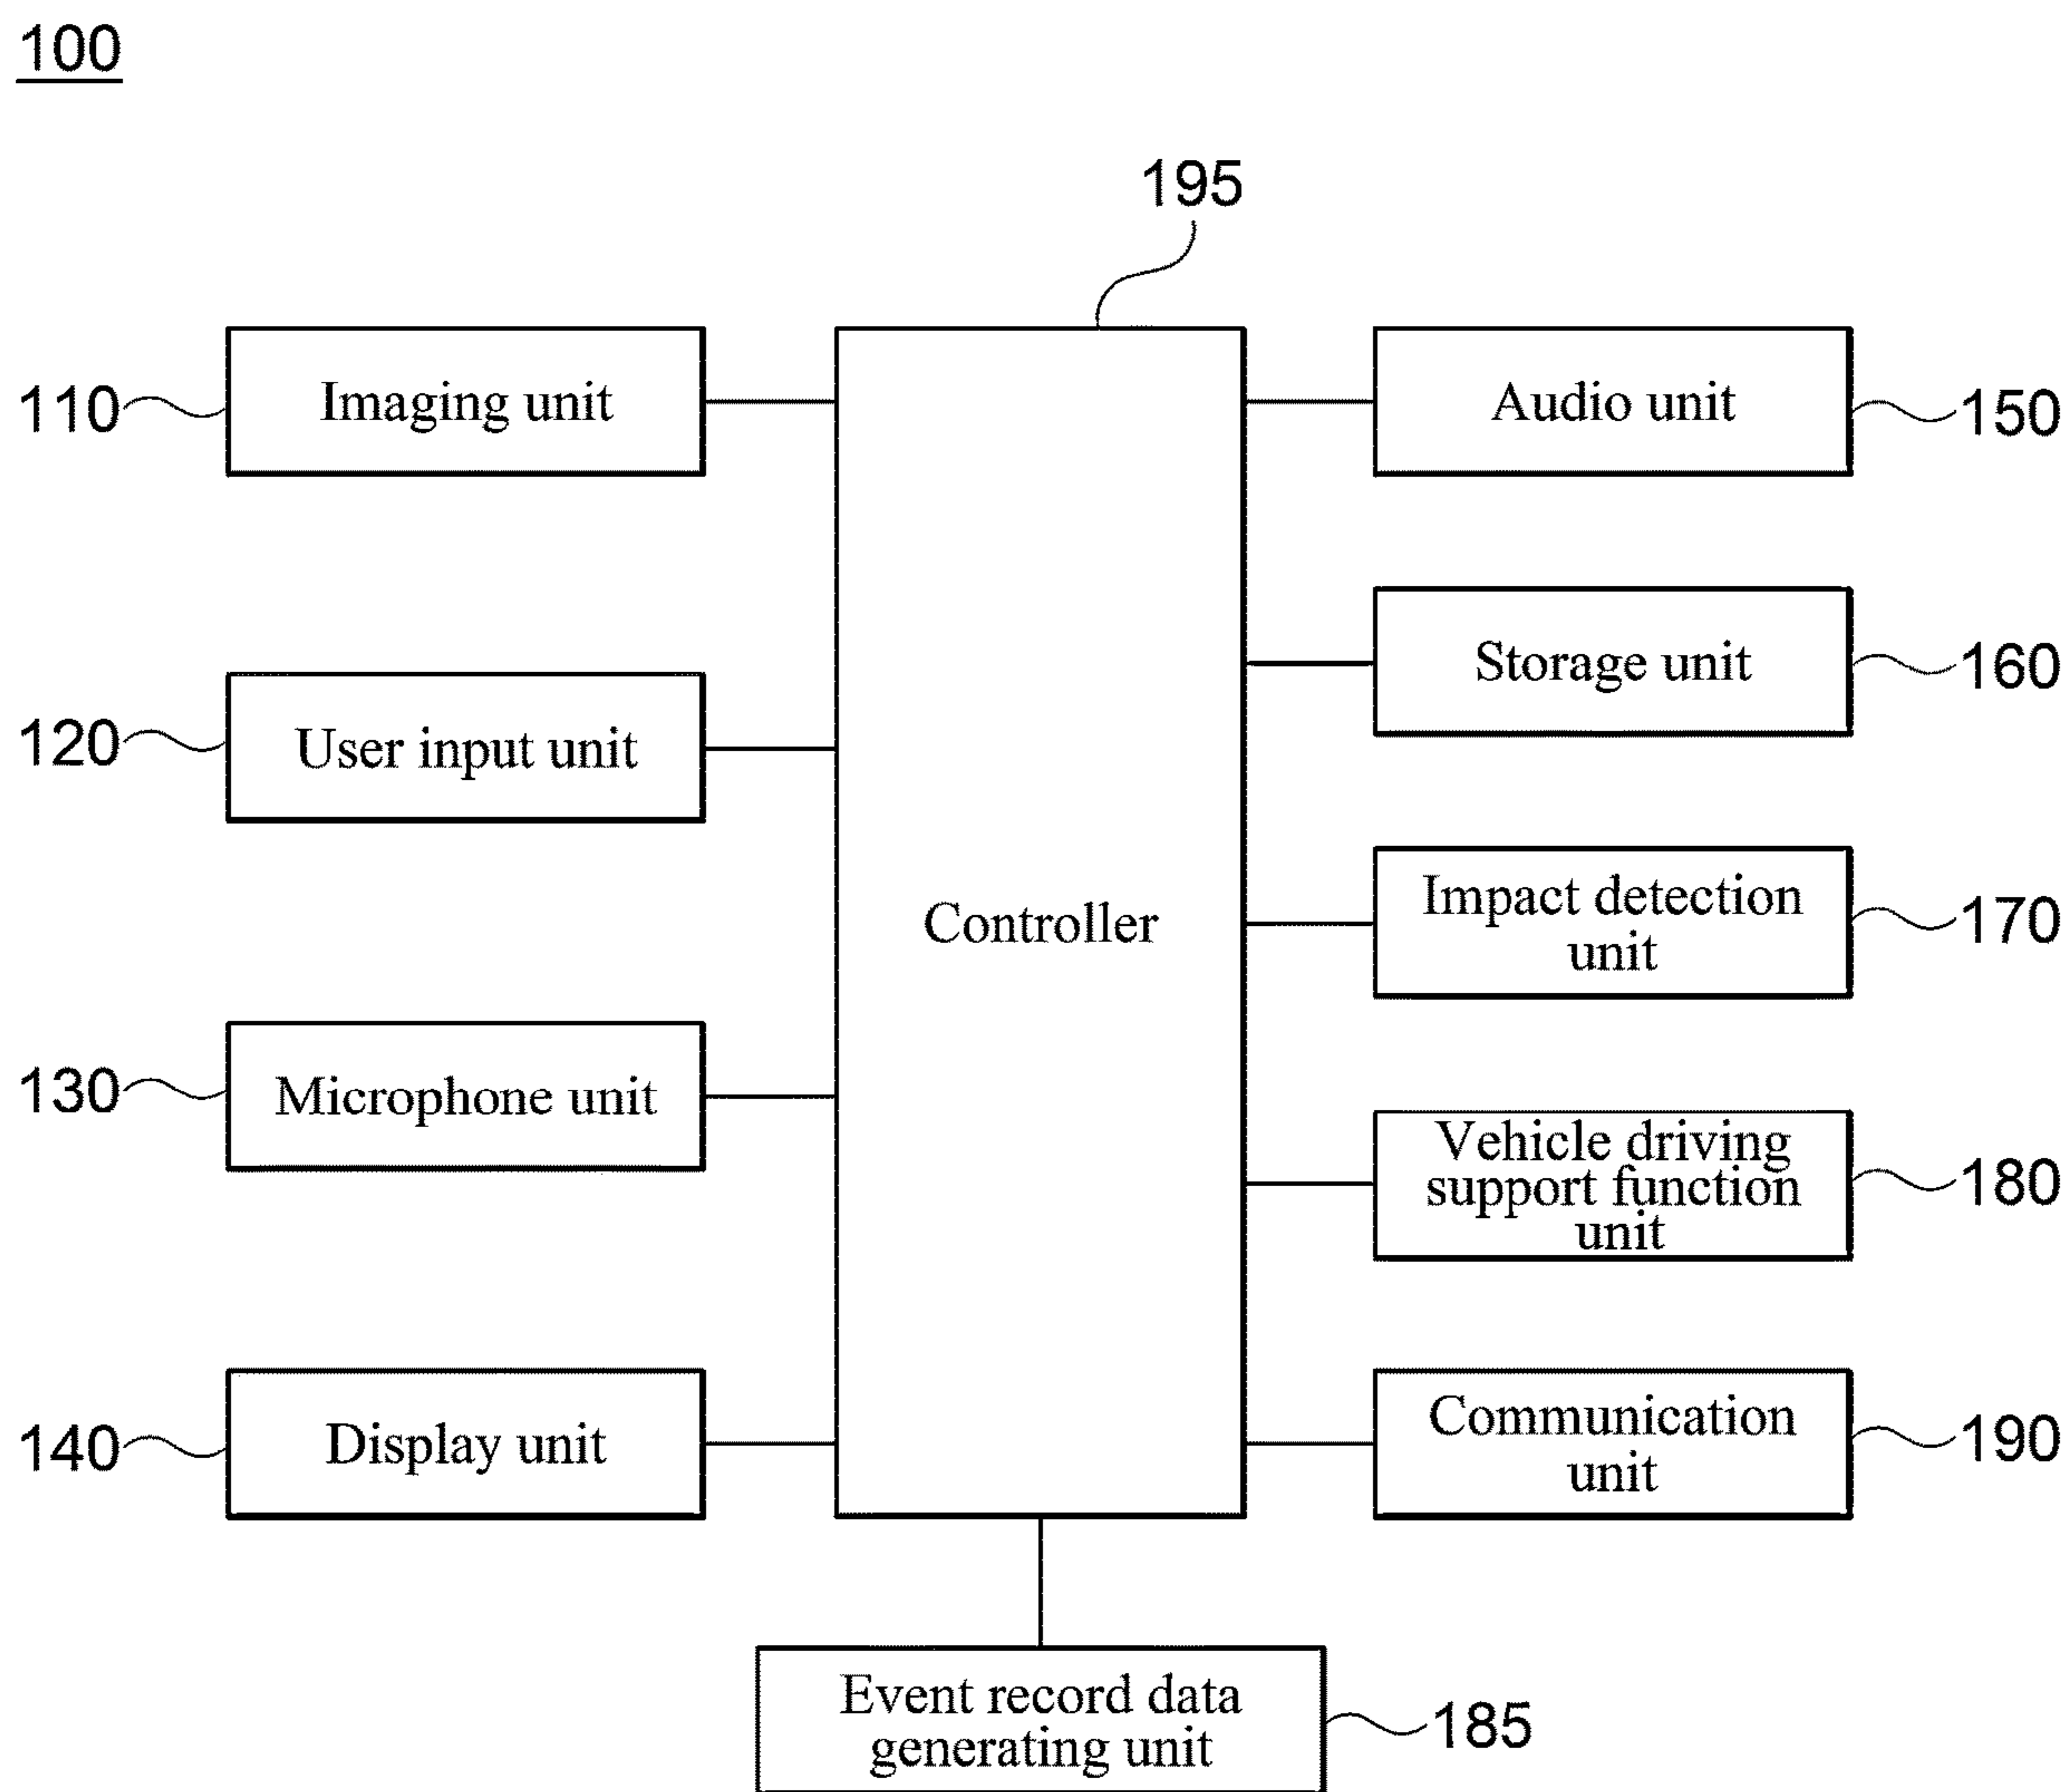 100
195
110
Imaging unit
Audio unit
150
Storage unit
160
120
User input unit
Impact detection
unit
170
Controller
130
Microphone unit
Vehicle driving
support function
unit
180
140
Display unit
Communication
unit
190
Event record data
generating unit
185